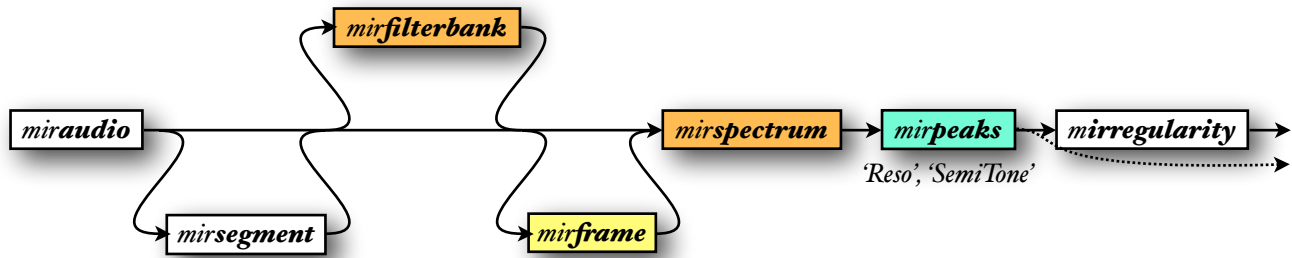 mirfilterbank
miraudio
mirspectrum
mirpeaks
mirregularity
'Reso', 'SemiTone'
mirsegment
mirframe